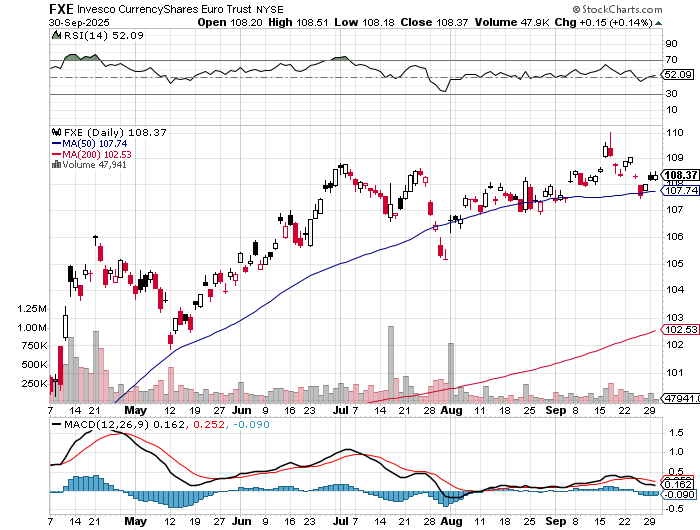 FXE Invesco CurrencyShares Euro Trust NYSE © StockCharts.com
30-Sep-2025 Open 108.20 High 108.51 Low 108.18 Close 108.37 Volume 47.9K Chg +0.15 (+0.14%)
RSI(14) 52.09
90
70
52.09
30
10
FXE (Daily) 108.37
MA(50) 107.74
MA(200) 102.53
Volume 47,941
110
109
108.37
108
107.74
107
106
105
104
103
102.53
102
101
47941.0
1.25M
1.00M
750K
500K
250K
7 14 21 May 12 19 27 Jun 9 16 23 Jul 7 14 21 28 Aug 11 18 25 Sep 8 15 22 29
MACD(12,26,9) 0.162, 0.252, -0.090
1.5
1.0
0.5
0.162
-0.090
-0.5
7 14 21 May 12 19 27 Jun 9 16 23 Jul 7 14 21 28 Aug 11 18 25 Sep 8 15 22 29